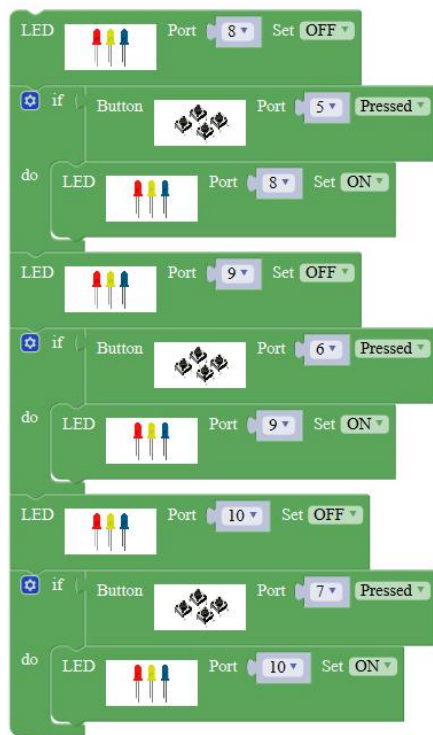 LED Port 8 Set OFF
if Button Port 5 Pressed
do LED Port 8 Set ON
LED Port 9 Set OFF
if Button Port 6 Pressed
do LED Port 9 Set ON
LED Port 10 Set OFF
if Button Port 7 Pressed
do LED Port 10 Set ON